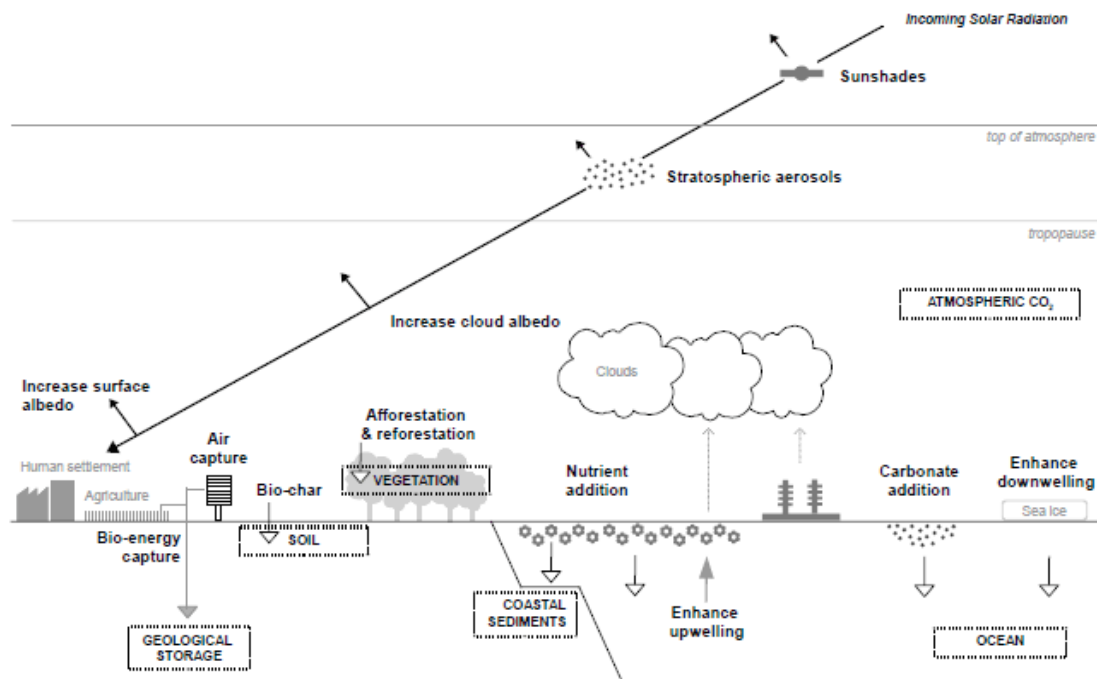 Incoming Solar Radiation
Sunshades
top of atmosphere
Stratospheric aerosols
tropopause
ATMOSPHERIC CO₂
Increase cloud albedo
Clouds
Increase surface
albedo
Afforestation
& reforestation
Human settlement
Air
capture
VEGETATION
Nutrient
addition
Carbonate
addition
Enhance
downwelling
Agriculture
Bio-char
Sea Ice
Bio-energy
capture
SOIL
COASTAL
SEDIMENTS
Enhance
upwelling
GEOLOGICAL
STORAGE
OCEAN